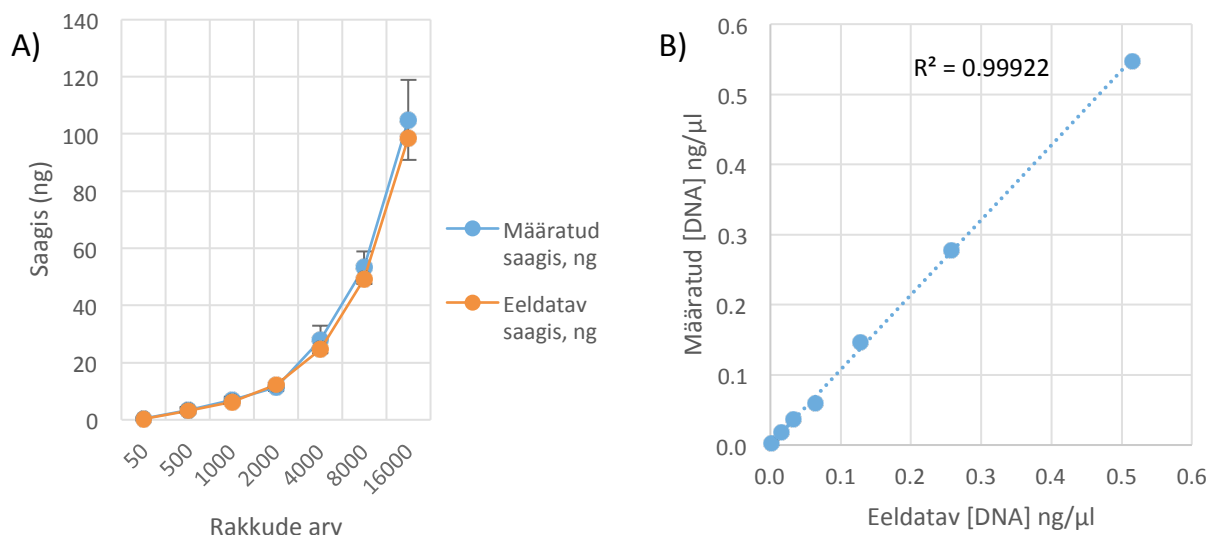 A)
140
120
100
80
60
40
20
0
Saagis (ng)
50
500
1000
2000
4000
8000
16000
Rakkude arv
Määratud
saagis, ng
Eeldatav
saagis, ng
B)
R² = 0.99922
0.6
0.5
0.4
0.3
0.2
0.1
0.0
Määratud [DNA] ng/µl
0.0 0.1 0.2 0.3 0.4 0.5 0.6
Eeldatav [DNA] ng/µl